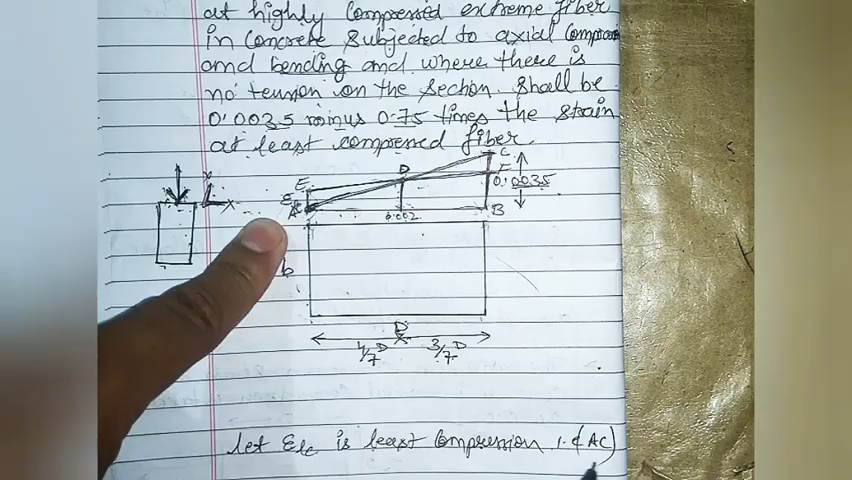 at highly compressed extreme fiber
in concrete subjected to axial
and bending and where there is
no tension on the section. Shall be
0.0035 minus 0.75 times the strain
at least compressed fiber.
C
D
E
F
0.0035
A
B
0.002
X
b
D
4/7 D
3/7 D
let εlc is least compression i.e (AC)